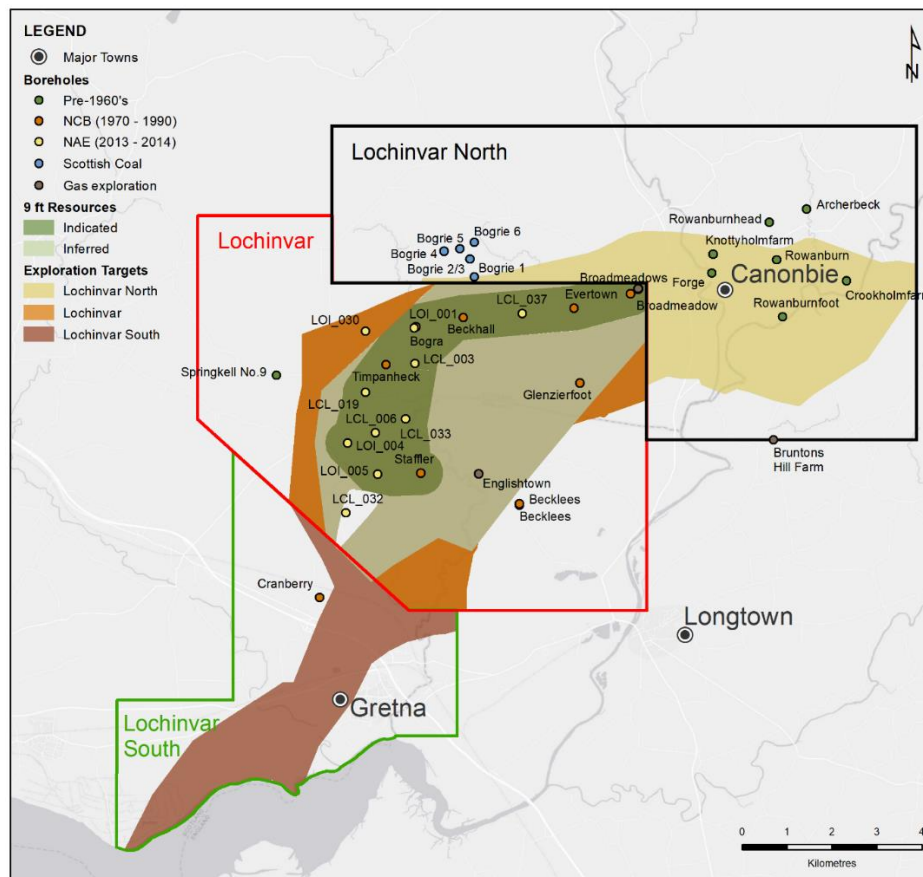 LEGEND
Major Towns
Boreholes
Pre-1960's
NCB (1970 - 1990)
NAE (2013 - 2014)
Scottish Coal
Gas exploration
9 ft Resources
Indicated
Inferred
Exploration Targets
Lochinvar North
Lochinvar
Lochinvar South
N
Lochinvar North
Archerbeck
Rowanburnhead
Lochinvar
Bogrie 6
Bogrie 5
Knottyholmfarm
Bogrie 4
Rowanburn
Bogrie 2/3
Bogrie 1
Broadmeadows
Forge
Canonbie
Crookholmfarm
LCL_037
Evertown
Broadmeadow
Rowanburnfoot
LOI_030
LOI_001
Beckhall
Bogra
LCL_003
Springkell No.9
Timpanheck
Glenzierfoot
LCL_019
LCL_006
LCL_033
LOI_004
Bruntons
Hill Farm
Staffler
LOI_005
Englishtown
LCL_032
Becklees
Becklees
Cranberry
Longtown
Gretna
Lochinvar
South
0 1 2 3 4
Kilometres